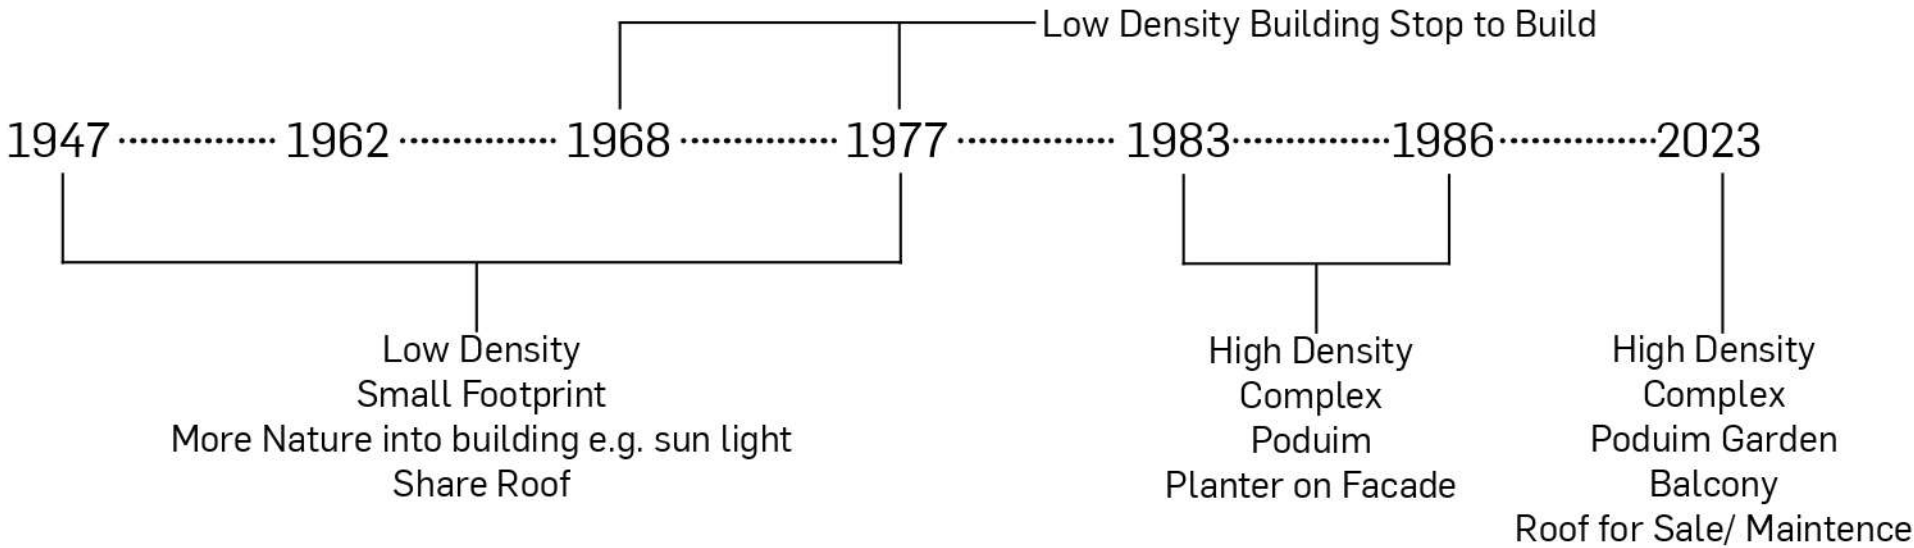 Low Density Building Stop to Build
1947 1962 1968 1977 1983 1986 2023
Low Density
Small Footprint
More Nature into building e.g. sun light
Share Roof
High Density
Complex
Poduim
Planter on Facade
High Density
Complex
Poduim Garden
Balcony
Roof for Sale/ Maintence